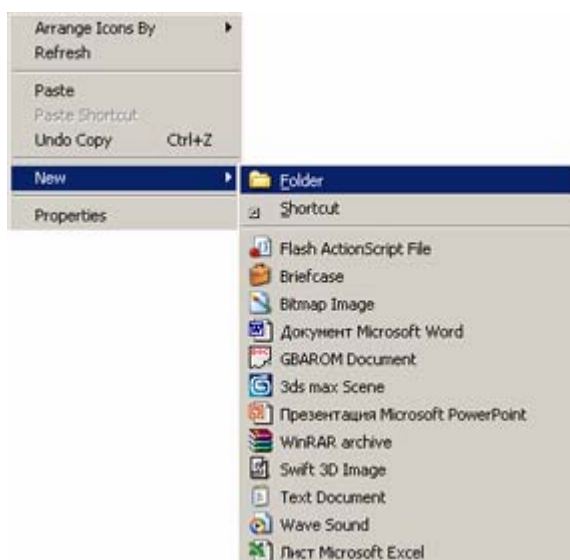 Arrange Icons By
Refresh
Paste
Paste Shortcut
Undo Copy Ctrl+Z
New
Properties
Folder
Shortcut
Flash ActionScript File
Briefcase
Bitmap Image
Документ Microsoft Word
GBAROM Document
3ds max Scene
Презентация Microsoft PowerPoint
WinRAR archive
Swift 3D Image
Text Document
Wave Sound
Лист Microsoft Excel